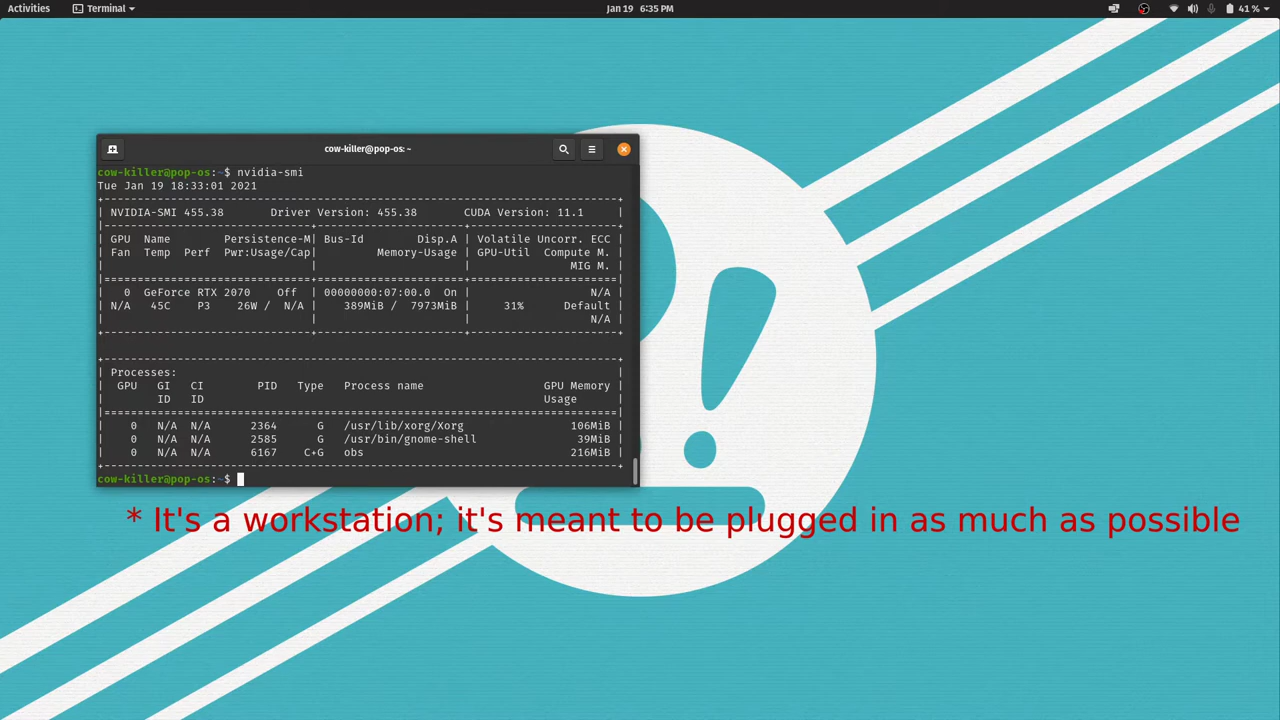 Activities Terminal Jan 19 6:35 PM 41 %
cow-killer@pop-os: ~
cow-killer@pop-os:~$ nvidia-smi
Tue Jan 19 18:33:01 2021
+-----------------------------------------------------------------------------+
| NVIDIA-SMI 455.38       Driver Version: 455.38       CUDA Version: 11.1     |
|-------------------------------+----------------------+----------------------+
| GPU  Name        Persistence-M| Bus-Id        Disp.A | Volatile Uncorr. ECC |
| Fan  Temp  Perf  Pwr:Usage/Cap|         Memory-Usage | GPU-Util  Compute M. |
|                               |                      |               MIG M. |
|===============================+======================+======================|
|   0  GeForce RTX 2070    Off  | 00000000:07:00.0  On |                  N/A |
| N/A   45C    P3    26W /  N/A |    389MiB /  7973MiB |     31%      Default |
|                               |                      |                  N/A |
+-------------------------------+----------------------+----------------------+
+-----------------------------------------------------------------------------+
| Processes:                                                                  |
|  GPU   GI   CI        PID   Type   Process name                  GPU Memory |
|        ID   ID                                                   Usage      |
|=============================================================================|
|    0   N/A  N/A      2364      G   /usr/lib/xorg/Xorg                106MiB |
|    0   N/A  N/A      2585      G   /usr/bin/gnome-shell               39MiB |
|    0   N/A  N/A      6167    C+G   obs                               216MiB |
+-----------------------------------------------------------------------------+
cow-killer@pop-os:~$
* It's a workstation; it's meant to be plugged in as much as possible